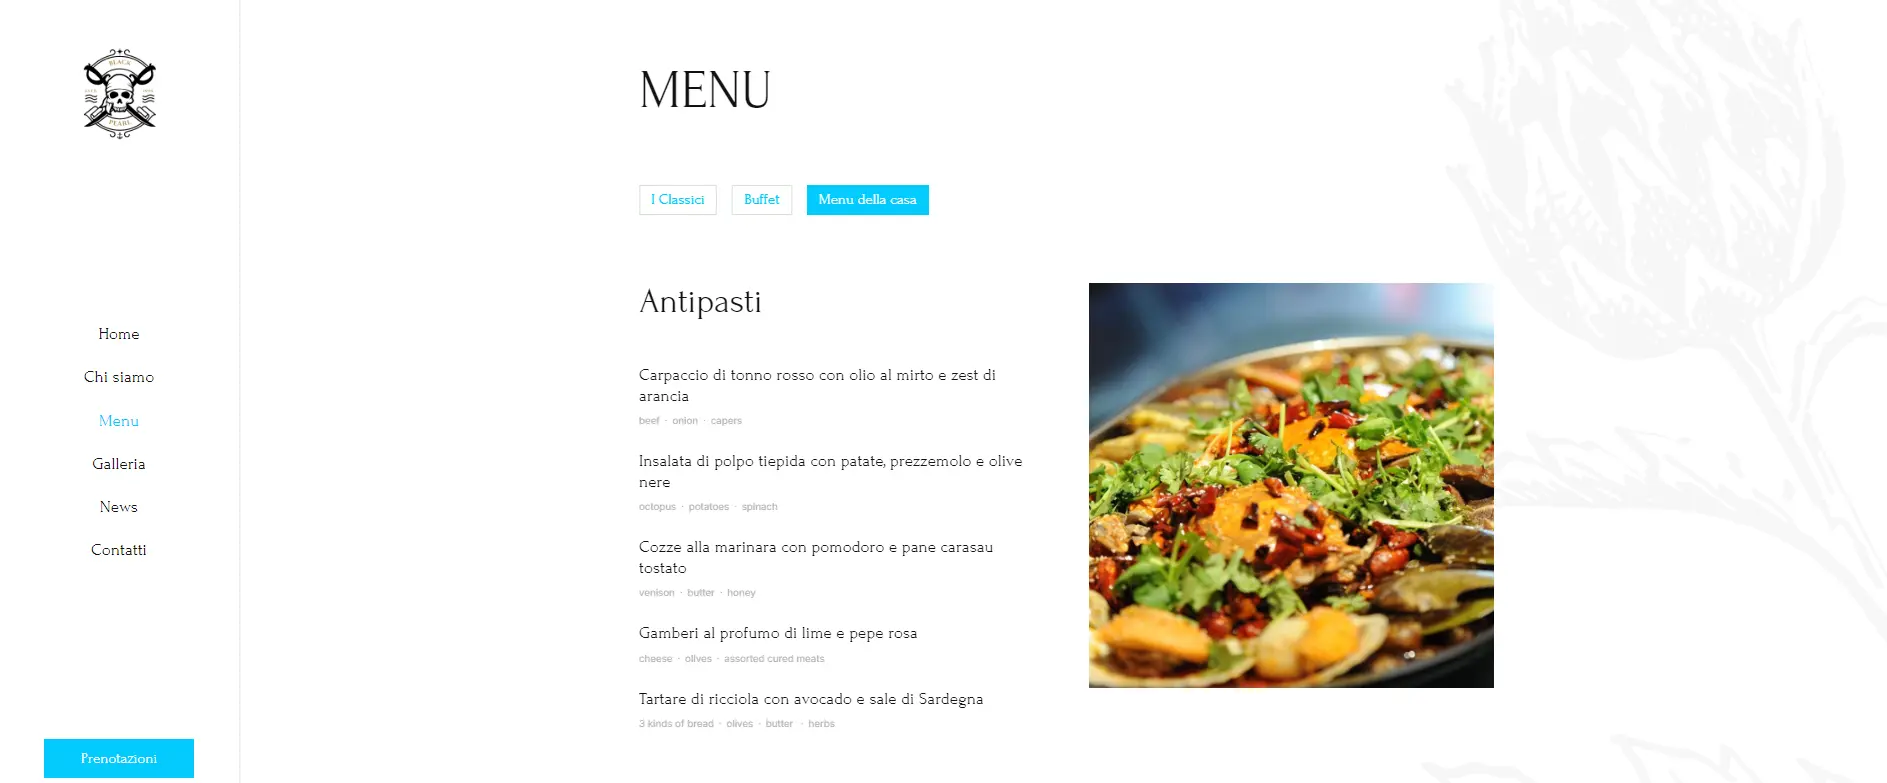 BLACK
PEARL
Home
Chi siamo
Menu
Galleria
News
Contatti
Prenotazioni
MENU
I Classici
Buffet
Menu della casa
Antipasti
Carpaccio di tonno rosso con olio al mirto e zest di
arancia
beef · onion · capers
Insalata di polpo tiepida con patate, prezzemolo e olive
nere
octopus · potatoes · spinach
Cozze alla marinara con pomodoro e pane carasau
tostato
venison · butter · honey
Gamberi al profumo di lime e pepe rosa
cheese · olives · assorted cured meats
Tartare di ricciola con avocado e sale di Sardegna
3 kinds of bread · olives · butter · herbs